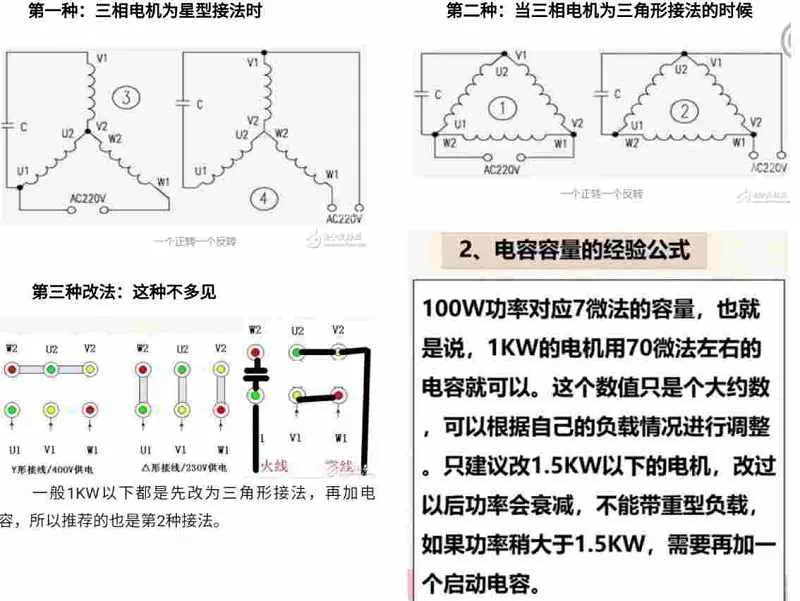 第一种：三相电机为星型接法时
V1
C
③
U2
V2
W2
U1
W1
AC220V
V1
C
V2
U2
W2
U1
W1
④
AC220V
一个正转一个反转
第二种：当三相电机为三角形接法的时候
V1
U2
C
①
U1
V2
W2
W1
AC220V
V1
U2
C
②
U1
V2
W2
W1
AC220V
一个正转一个反转
第三种改法：这种不多见
W2 U2 V2
U1 V1 W1
Y形接线/400V供电
W2 U2 V2
U1 V1 W1
△形接线/230V供电
W2 U2 V2
1 V1 W1
火线
一般1KW以下都是先改为三角形接法，再加电
容，所以推荐的也是第2种接法。
2、电容容量的经验公式
100W功率对应7微法的容量，也就
是说，1KW的电机用70微法左右的
电容就可以。这个数值只是个大约数
，可以根据自己的负载情况进行调整
。只建议改1.5KW以下的电机，改过
以后功率会衰减，不能带重型负载，
如果功率稍大于1.5KW，需要再加一
个启动电容。